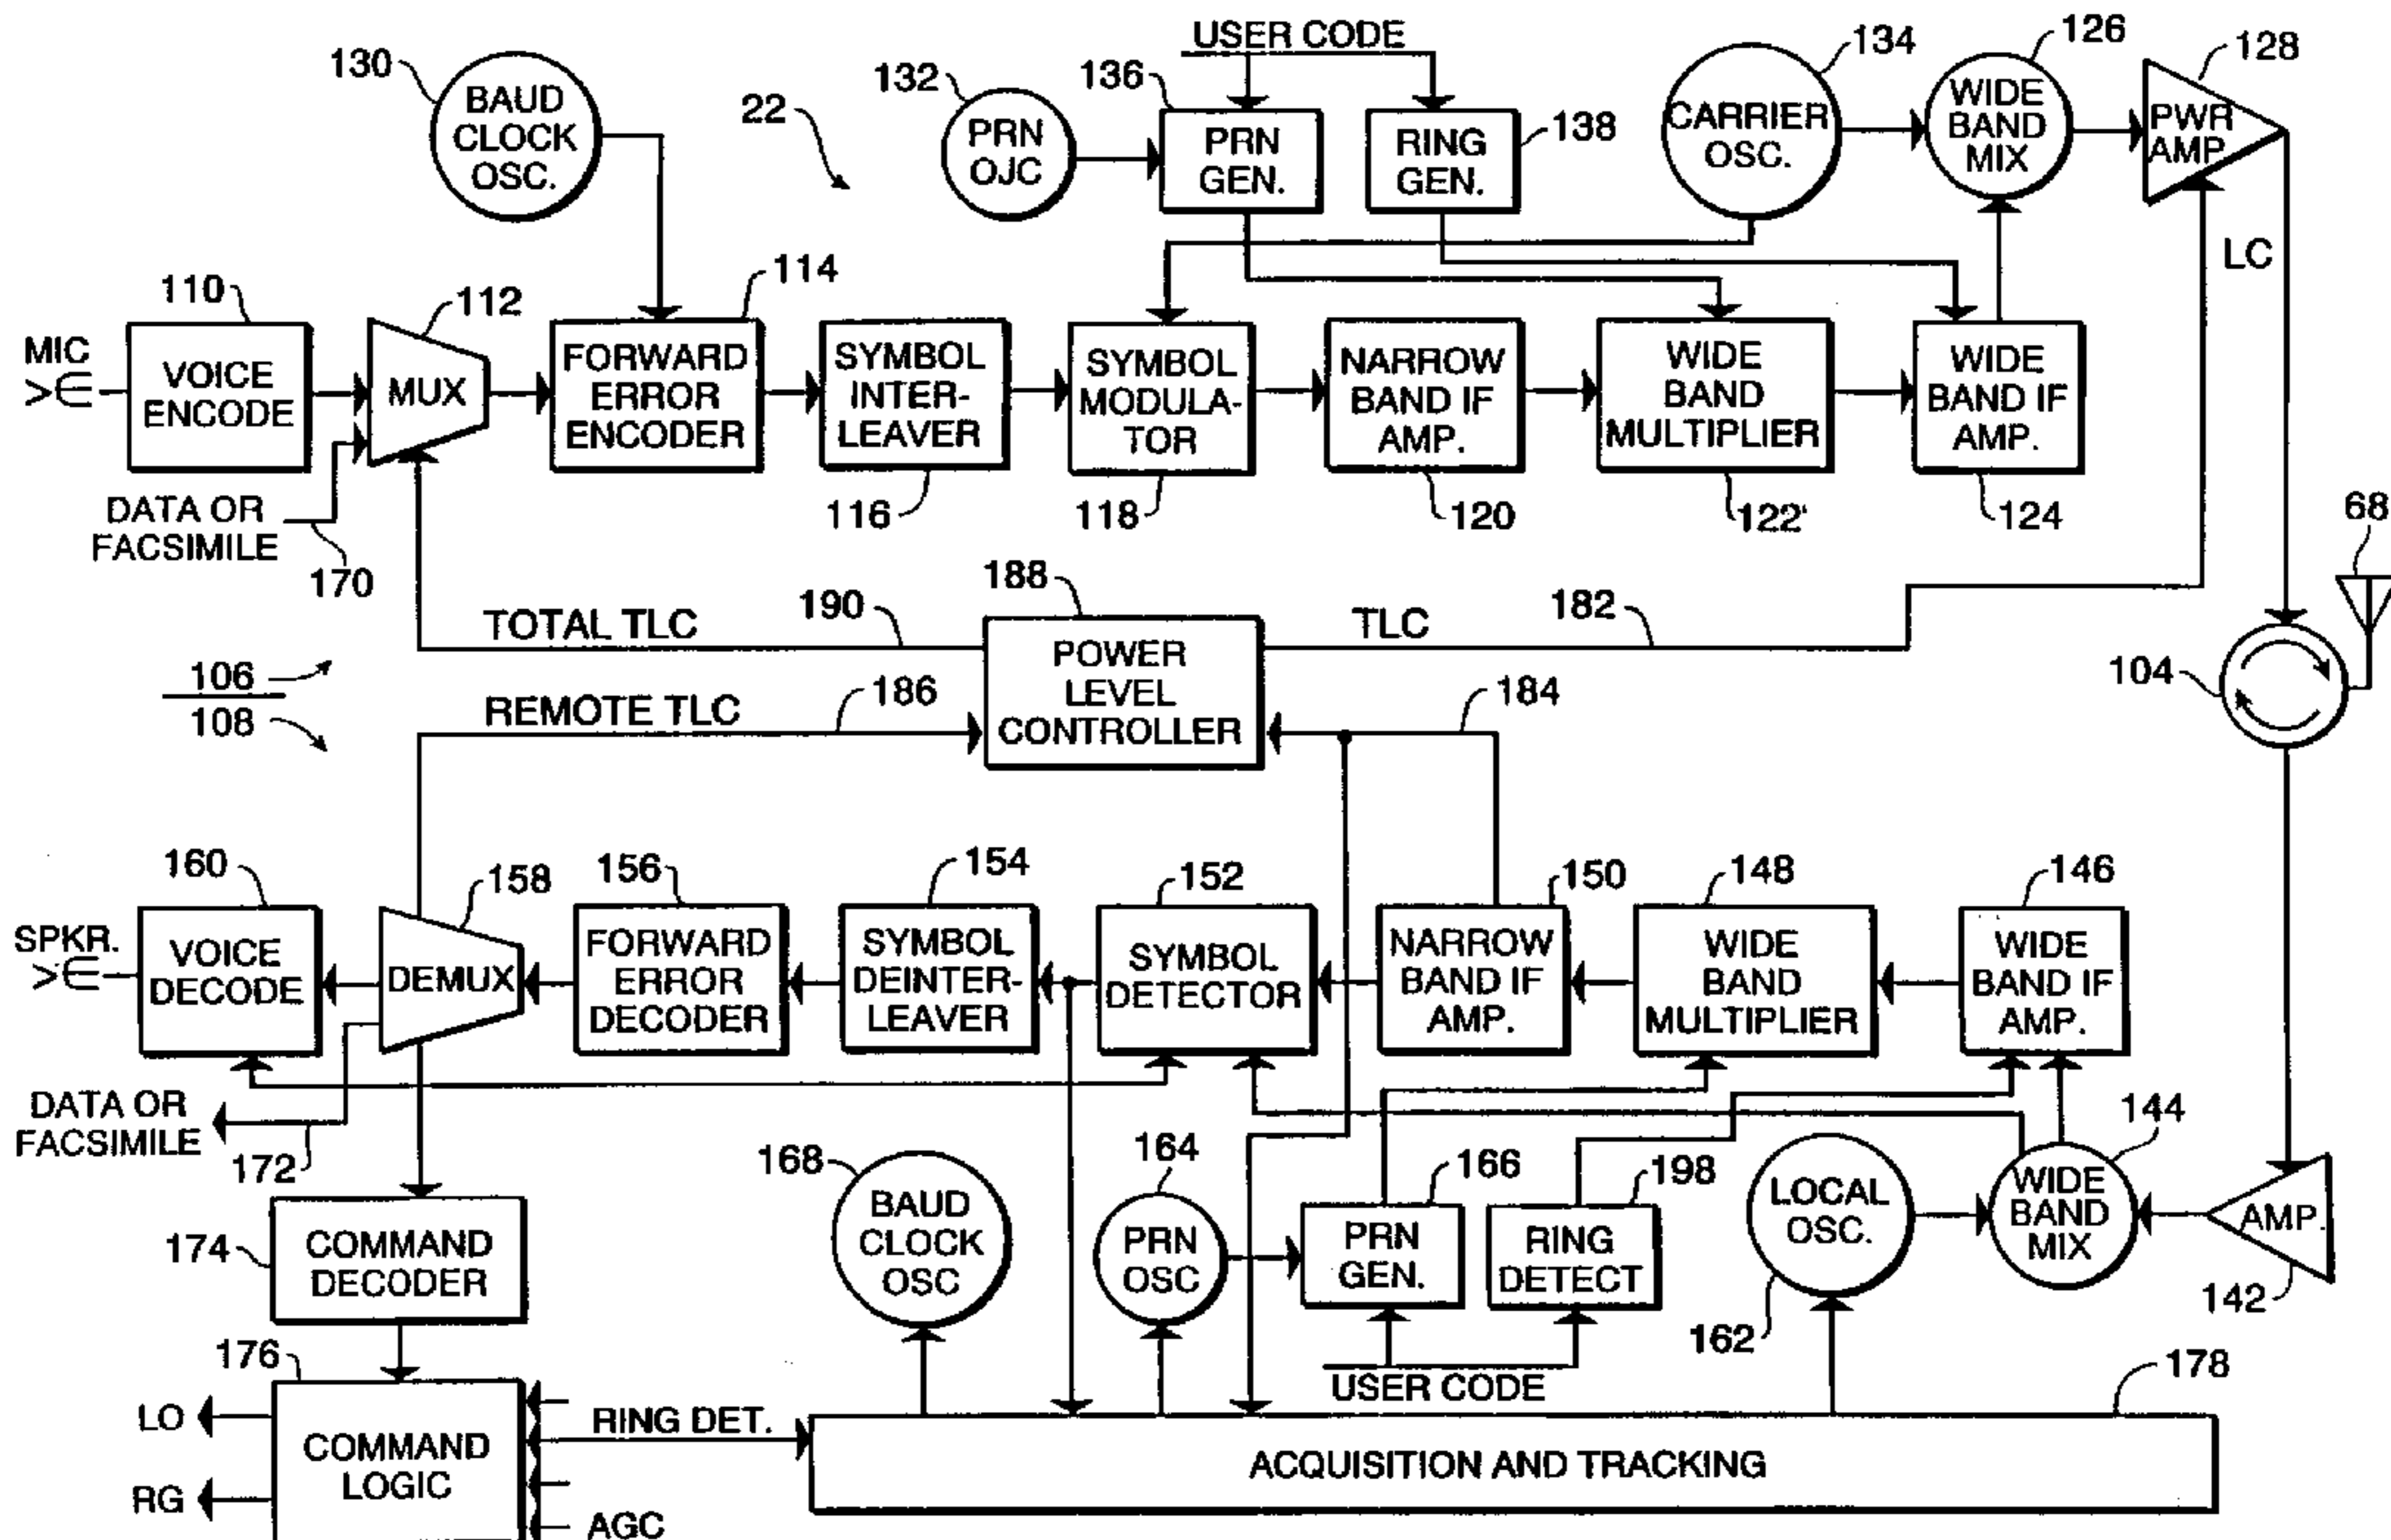 USER CODE
130
BAUD
CLOCK
OSC.
22
132
PRN
OJC
136
PRN
GEN.
RING
GEN.
138
134
CARRIER
OSC.
126
WIDE
BAND
MIX
128
PWR
AMP
LC
110
VOICE
ENCODE
MIC
112
MUX
114
FORWARD
ERROR
ENCODER
SYMBOL
INTER-
LEAVER
116
SYMBOL
MODULA-
TOR
118
NARROW
BAND IF
AMP.
120
WIDE
BAND
MULTIPLIER
122'
WIDE
BAND IF
AMP.
124
68
DATA OR
FACSIMILE
170
188
TOTAL TLC
190
POWER
LEVEL
CONTROLLER
TLC
182
104
106
108
REMOTE TLC
186
184
160
SPKR.
VOICE
DECODE
158
DEMUX
156
FORWARD
ERROR
DECODER
154
SYMBOL
DEINTER-
LEAVER
152
SYMBOL
DETECTOR
150
NARROW
BAND IF
AMP.
148
WIDE
BAND
MULTIPLIER
146
WIDE
BAND IF
AMP.
DATA OR
FACSIMILE
172
174
COMMAND
DECODER
168
BAUD
CLOCK
OSC
164
PRN
OSC
166
PRN
GEN.
198
RING
DETECT
LOCAL
OSC.
162
144
WIDE
BAND
MIX
AMP.
142
USER CODE
176
LO
RG
COMMAND
LOGIC
RING DET.
AGC
178
ACQUISITION AND TRACKING